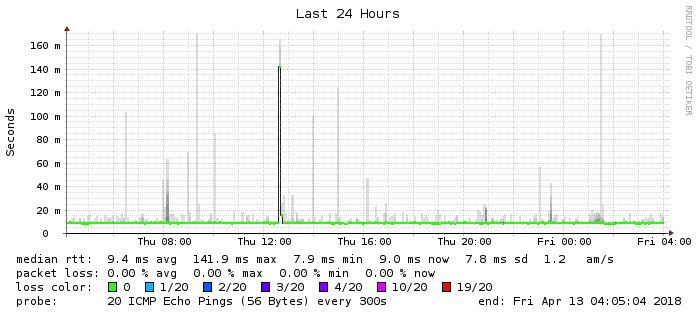 Last 24 Hours
RRDTOOL / TOBI OETIKER
Seconds
160 m
140 m
120 m
100 m
80 m
60 m
40 m
20 m
0
Thu 08:00 Thu 12:00 Thu 16:00 Thu 20:00 Fri 00:00 Fri 04:00
median rtt: 9.4 ms avg 141.9 ms max 7.9 ms min 9.0 ms now 7.8 ms sd 1.2 am/s
packet loss: 0.00 % avg 0.00 % max 0.00 % min 0.00 % now
loss color: 0 1/20 2/20 3/20 4/20 10/20 19/20
probe: 20 ICMP Echo Pings (56 Bytes) every 300s end: Fri Apr 13 04:05:04 2018